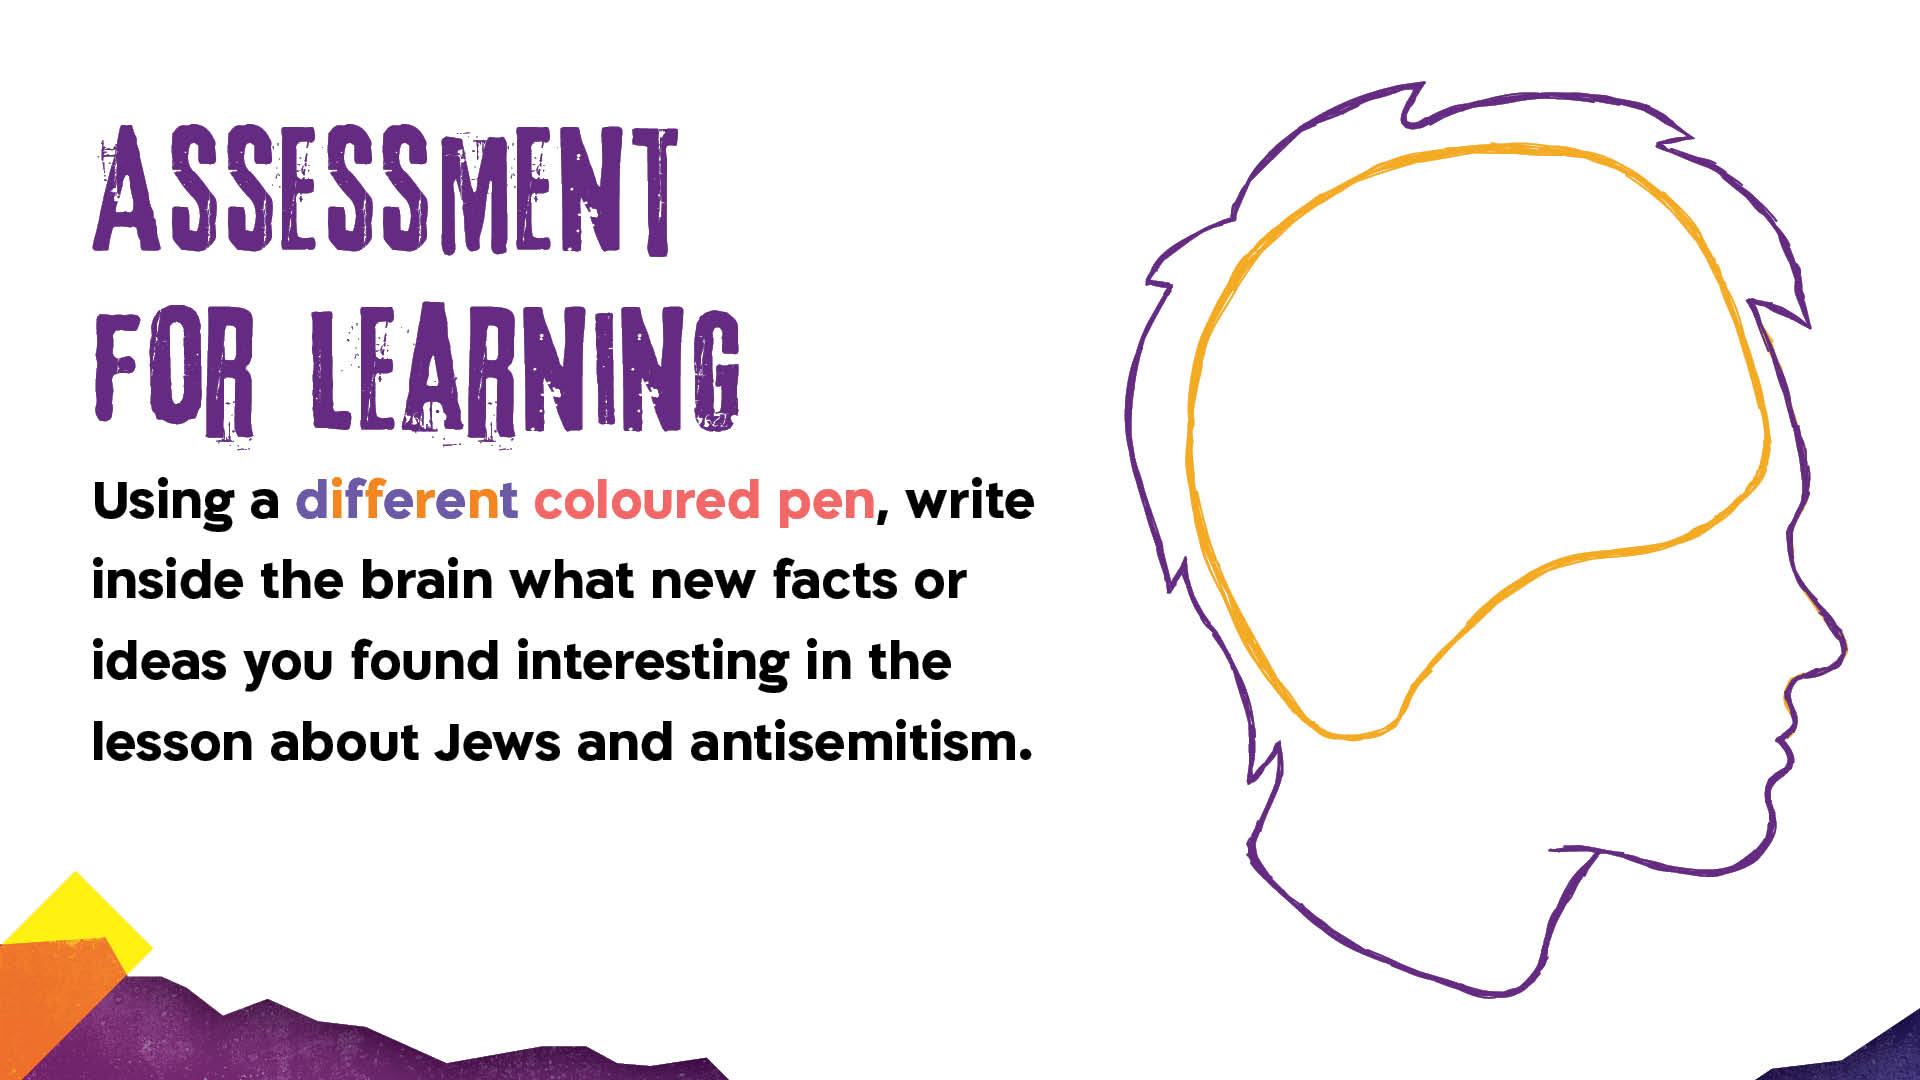 ASSESSMENT
FOR LEARNING
Using a different coloured pen, write
inside the brain what new facts or
ideas you found interesting in the
lesson about Jews and antisemitism.